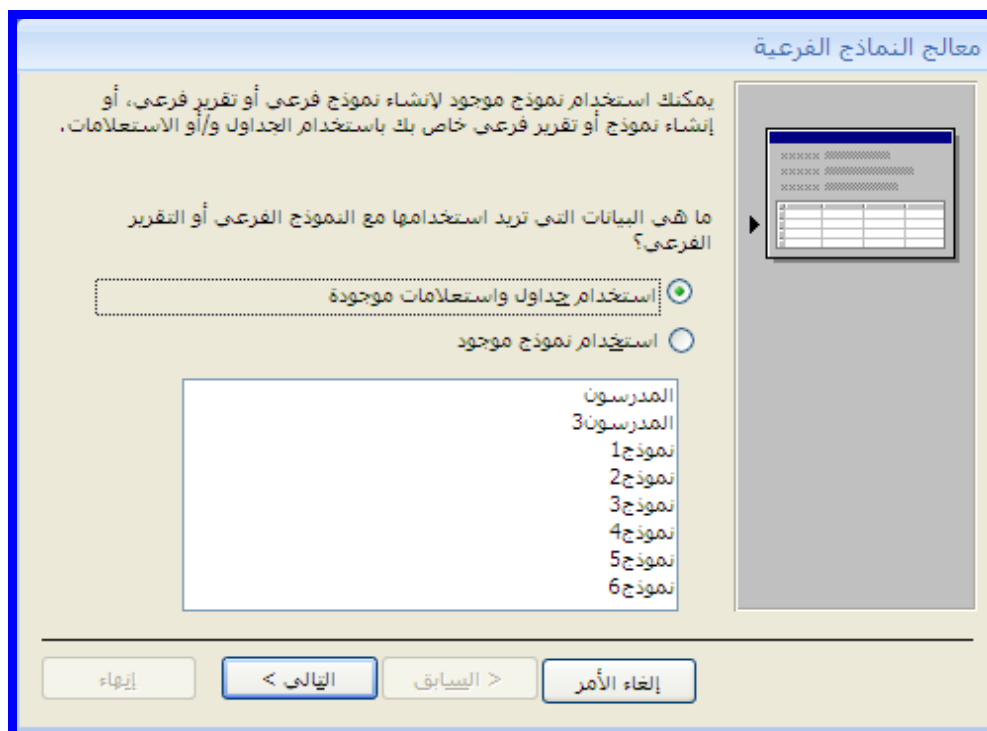 معالج النماذج الفرعية
يمكنك استخدام نموذج موجود لإنشاء نموذج فرعي أو تقرير فرعي، أو
إنشاء نموذج أو تقرير فرعي خاص بك باستخدام الجداول و/أو الاستعلامات.
ما هي البيانات التي تريد استخدامها مع النموذج الفرعي أو التقرير
الفرعي؟
استخدام جداول واستعلامات موجودة
استخدام نموذج موجود
المدرسون
المدرسون3
نموذج1
نموذج2
نموذج3
نموذج4
نموذج5
نموذج6
إلغاء الأمر
< السابق
التالي >
إنهاء